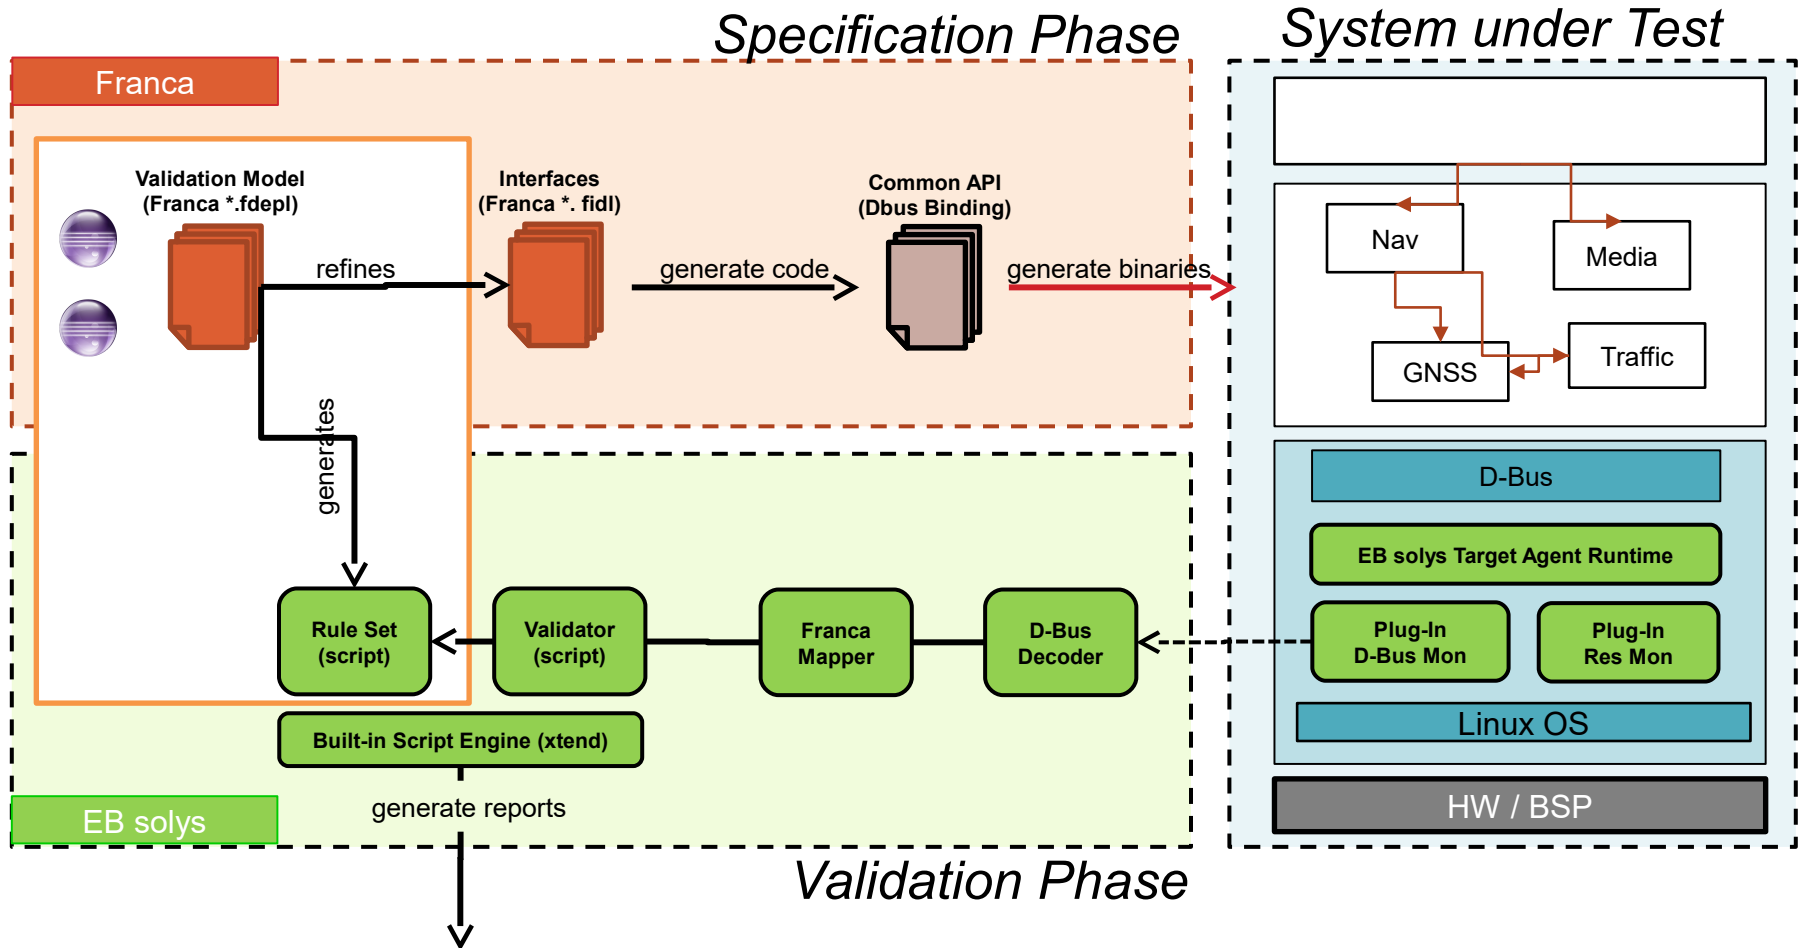 Specification Phase
System under Test
Franca
Validation Model
(Franca *.fdepl)
Interfaces
(Franca *. fidl)
Common API
(Dbus Binding)
refines
generate code
generate binaries
generates
Nav
Media
GNSS
Traffic
D-Bus
EB solys Target Agent Runtime
Plug-In
D-Bus Mon
Plug-In
Res Mon
Linux OS
HW / BSP
Rule Set
(script)
Validator
(script)
Franca
Mapper
D-Bus
Decoder
Built-in Script Engine (xtend)
generate reports
EB solys
Validation Phase